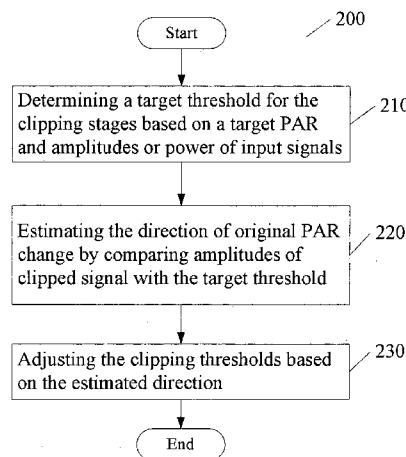 200
Start
Determining a target threshold for the
clipping stages based on a target PAR
and amplitudes or power of input signals
210
Estimating the direction of original PAR
change by comparing amplitudes of
clipped signal with the target threshold
220
230
Adjusting the clipping thresholds based
on the estimated direction
End